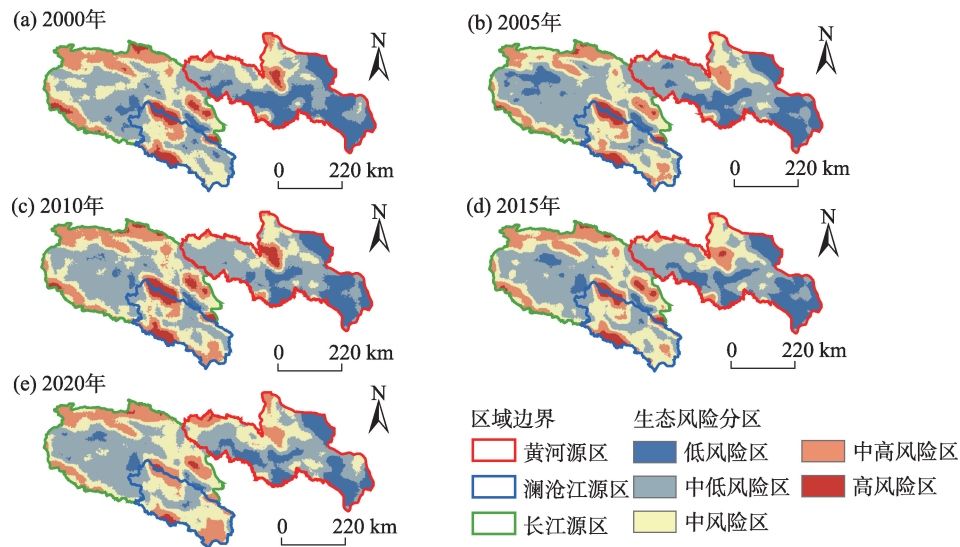 (a) 2000年
N
0 220 km
(b) 2005年
N
0 220 km
(c) 2010年
N
0 220 km
(d) 2015年
N
0 220 km
(e) 2020年
N
0 220 km
区域边界
黄河源区
澜沧江源区
长江源区
生态风险分区
低风险区
中低风险区
中风险区
中高风险区
高风险区